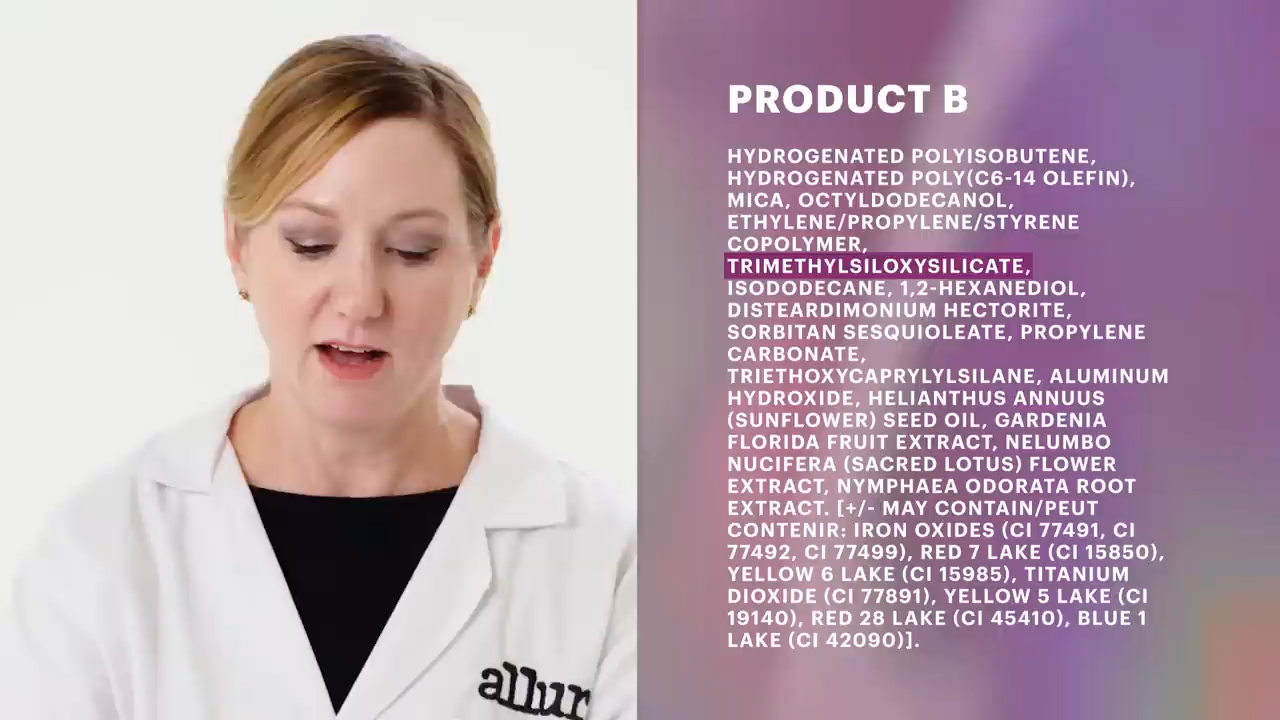 PRODUCT B
HYDROGENATED POLYISOBUTENE,
HYDROGENATED POLY(C6-14 OLEFIN),
MICA, OCTYLDODECANOL,
ETHYLENE/PROPYLENE/STYRENE
COPOLYMER,
TRIMETHYLSILOXYSILICATE,
ISODODECANE, 1,2-HEXANEDIOL,
DISTEARDIMONIUM HECTORITE,
SORBITAN SESQUIOLEATE, PROPYLENE
CARBONATE,
TRIETHOXYCAPRYLYLSILANE, ALUMINUM
HYDROXIDE, HELIANTHUS ANNUUS
(SUNFLOWER) SEED OIL, GARDENIA
FLORIDA FRUIT EXTRACT, NELUMBO
NUCIFERA (SACRED LOTUS) FLOWER
EXTRACT, NYMPHAEA ODORATA ROOT
EXTRACT. [+/- MAY CONTAIN/PEUT
CONTENIR: IRON OXIDES (CI 77491, CI
77492, CI 77499), RED 7 LAKE (CI 15850),
YELLOW 6 LAKE (CI 15985), TITANIUM
DIOXIDE (CI 77891), YELLOW 5 LAKE (CI
19140), RED 28 LAKE (CI 45410), BLUE 1
LAKE (CI 42090)].
allur